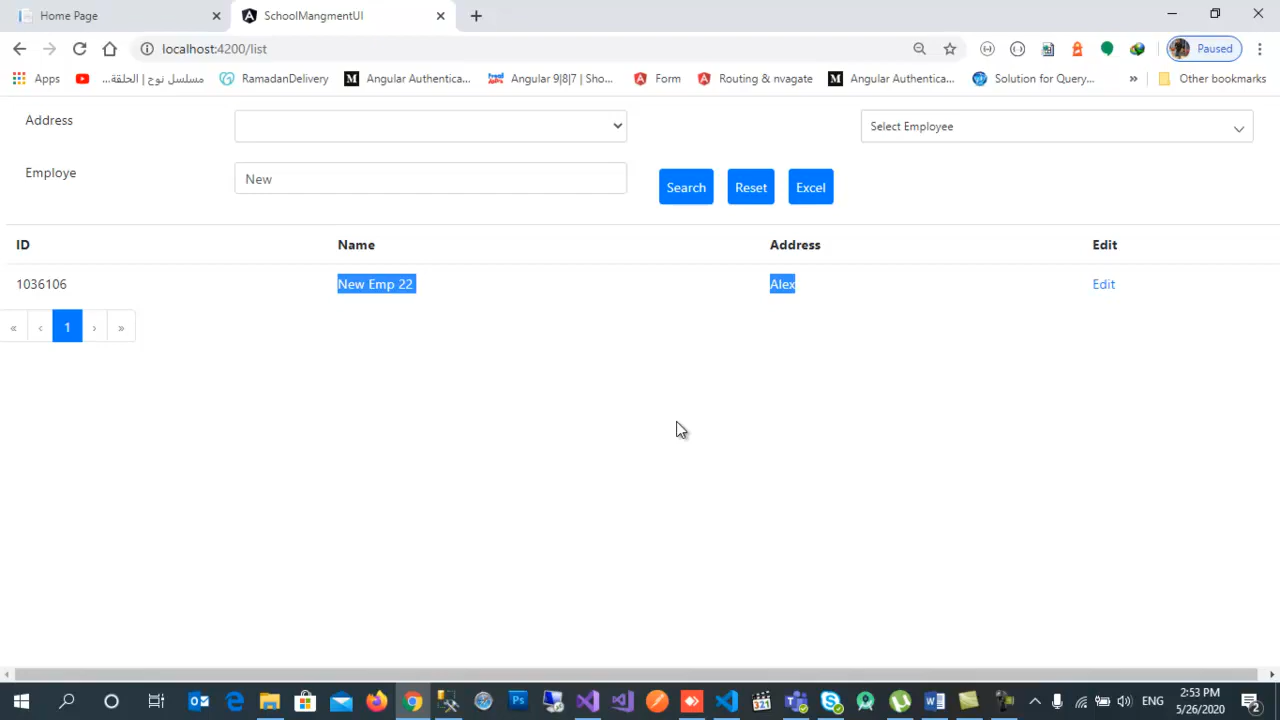 Home Page
SchoolMangmentUI
localhost:4200/list
Paused
Apps
مسلسل نوح | الحلقة...
RamadanDelivery
Angular Authentica...
Angular 9|8|7 | Sho...
Form
Routing & nvagate
Angular Authentica...
Solution for Query...
»
Other bookmarks
Address
Select Employee
Employe
New
Search
Reset
Excel
ID Name Address Edit
1036106 New Emp 22 Alex Edit
« ‹ 1 › »
ENG
2:53 PM
5/26/2020
2